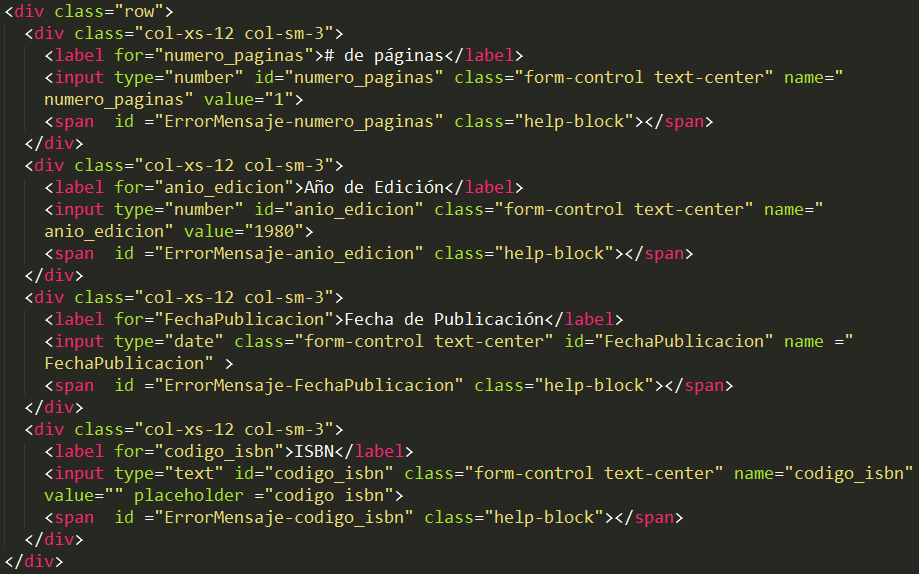 <div class="row">
<div class="col-xs-12 col-sm-3">
<label for="numero_paginas"># de páginas</label>
<input type="number" id="numero_paginas" class="form-control text-center" name="
numero_paginas" value="1">
<span  id ="ErrorMensaje-numero_paginas" class="help-block"></span>
</div>
<div class="col-xs-12 col-sm-3">
<label for="anio_edicion">Año de Edición</label>
<input type="number" id="anio_edicion" class="form-control text-center" name="
anio_edicion" value="1980">
<span  id ="ErrorMensaje-anio_edicion" class="help-block"></span>
</div>
<div class="col-xs-12 col-sm-3">
<label for="FechaPublicacion">Fecha de Publicación</label>
<input type="date" class="form-control text-center" id="FechaPublicacion" name ="
FechaPublicacion" >
<span  id ="ErrorMensaje-FechaPublicacion" class="help-block"></span>
</div>
<div class="col-xs-12 col-sm-3">
<label for="codigo_isbn">ISBN</label>
<input type="text" id="codigo_isbn" class="form-control text-center" name="codigo_isbn"
value="" placeholder ="codigo isbn">
<span  id ="ErrorMensaje-codigo_isbn" class="help-block"></span>
</div>
</div>